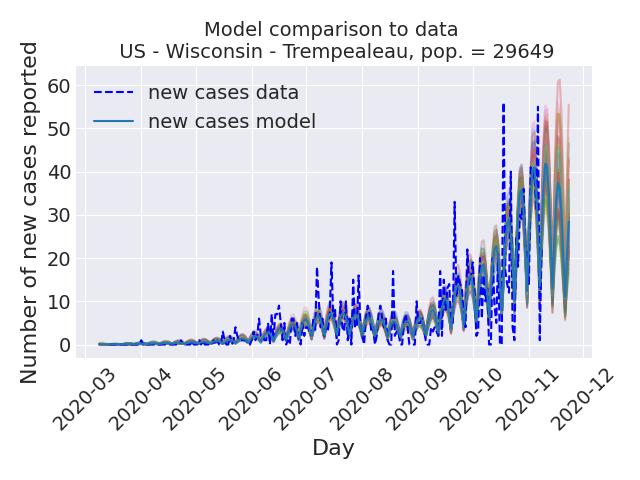 Model comparison to data
US - Wisconsin - Trempealeau, pop. = 29649
Number of new cases reported
60
50
40
30
20
10
0
new cases data
new cases model
2020-03
2020-04
2020-05
2020-06
2020-07
2020-08
2020-09
2020-10
2020-11
2020-12
Day